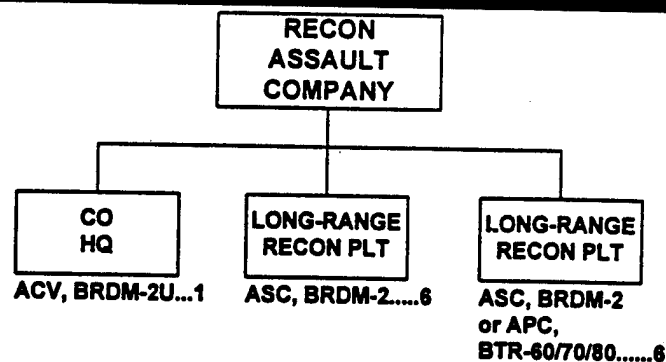 RECON
ASSAULT
COMPANY
CO
HQ
ACV, BRDM-2U...1
LONG-RANGE
RECON PLT
ASC, BRDM-2.....6
LONG-RANGE
RECON PLT
ASC, BRDM-2
or APC,
BTR-60/70/80......6